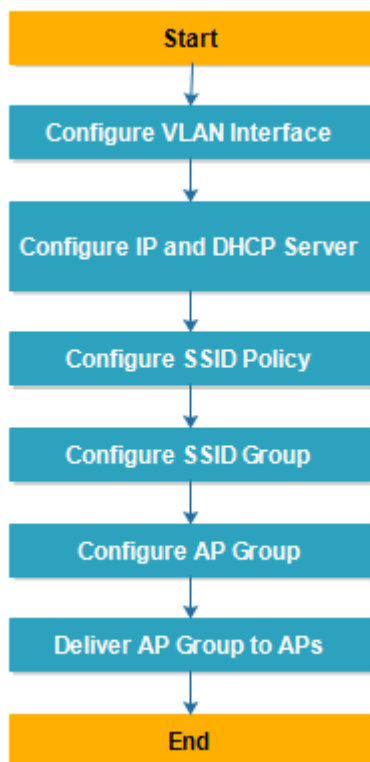 Start
Configure VLAN Interface
Configure IP and DHCP Server
Configure SSID Policy
Configure SSID Group
Configure AP Group
Deliver AP Group to APs
End